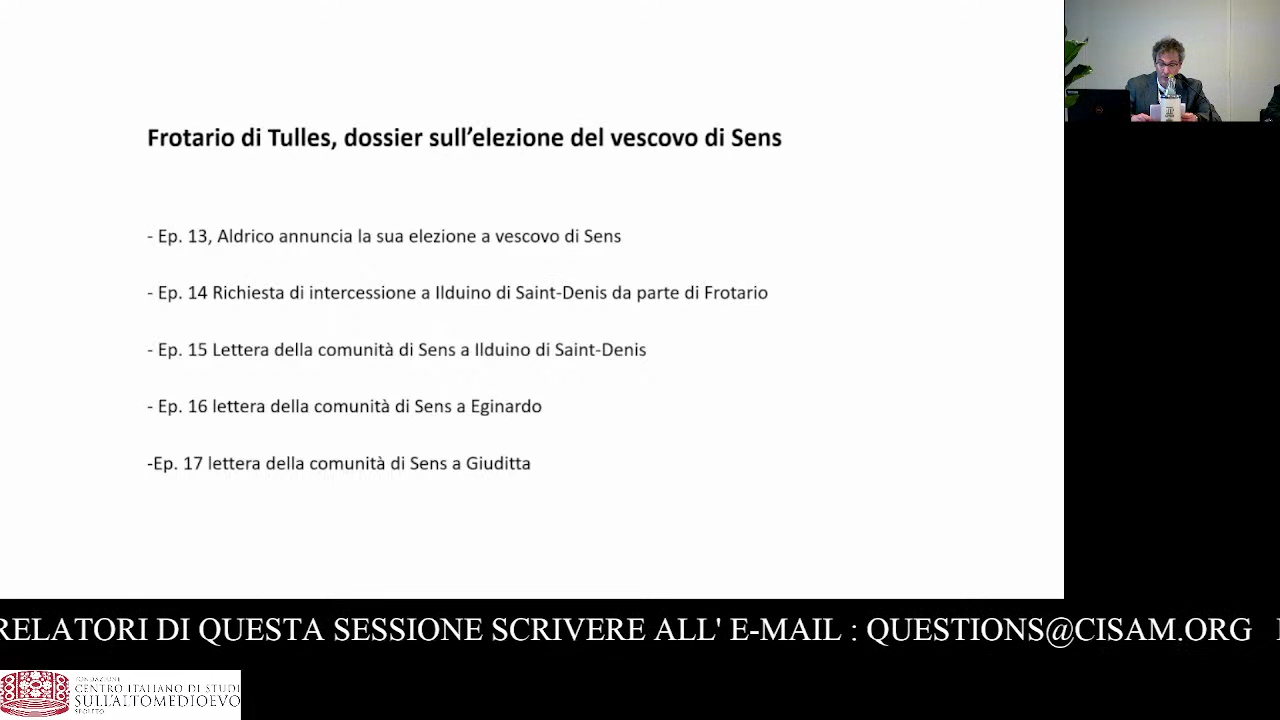 Frotario di Tulles, dossier sull’elezione del vescovo di Sens
- Ep. 13, Aldrico annuncia la sua elezione a vescovo di Sens
- Ep. 14 Richiesta di intercessione a Ilduino di Saint-Denis da parte di Frotario
- Ep. 15 Lettera della comunità di Sens a Ilduino di Saint-Denis
- Ep. 16 lettera della comunità di Sens a Eginardo
-Ep. 17 lettera della comunità di Sens a Giuditta
RELATORI DI QUESTA SESSIONE SCRIVERE ALL' E-MAIL : QUESTIONS@CISAM.ORG
FONDAZIONE
CENTRO ITALIANO DI STUDI
SULL'ALTOMEDIOEVO
SPOLETO